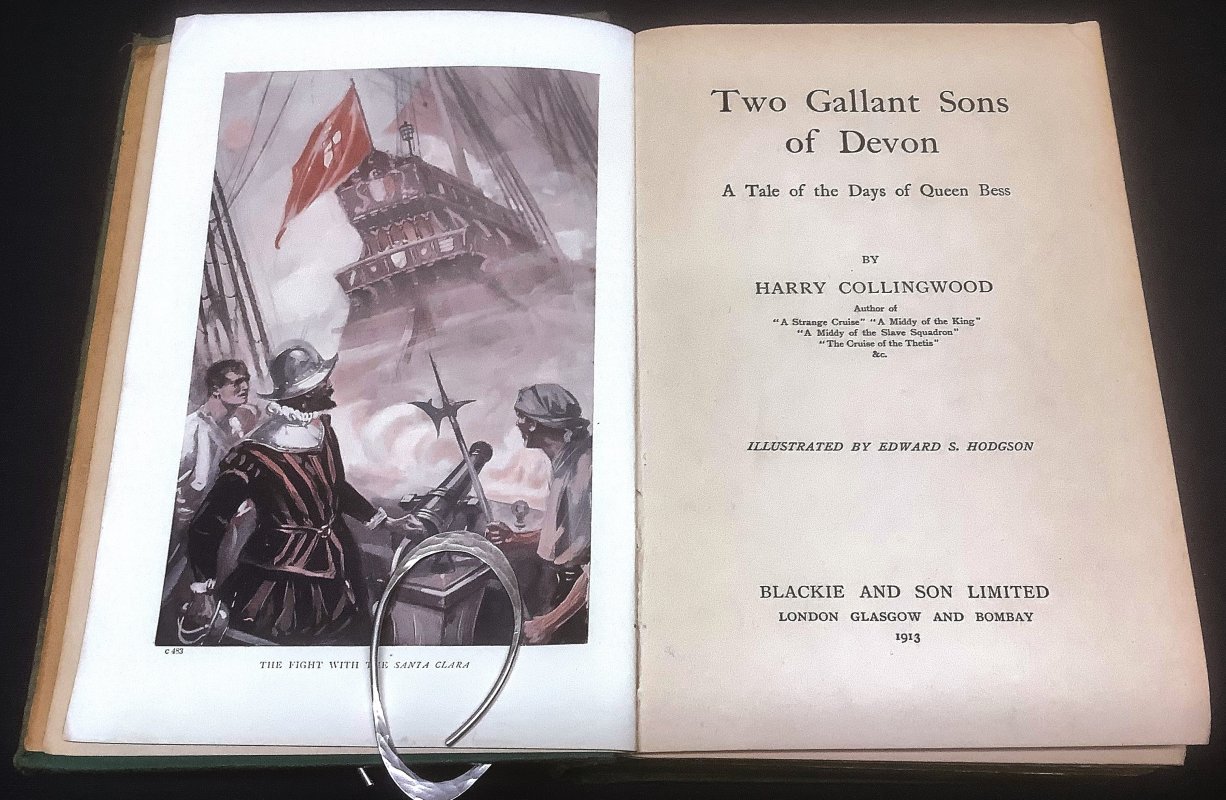 c 483
THE FIGHT WITH THE SANTA CLARA
Two Gallant Sons
of Devon
A Tale of the Days of Queen Bess
BY
HARRY COLLINGWOOD
Author of
"A Strange Cruise" "A Middy of the King"
"A Middy of the Slave Squadron"
"The Cruise of the Thetis"
&c.
ILLUSTRATED BY EDWARD S. HODGSON
BLACKIE AND SON LIMITED
LONDON GLASGOW AND BOMBAY
1913